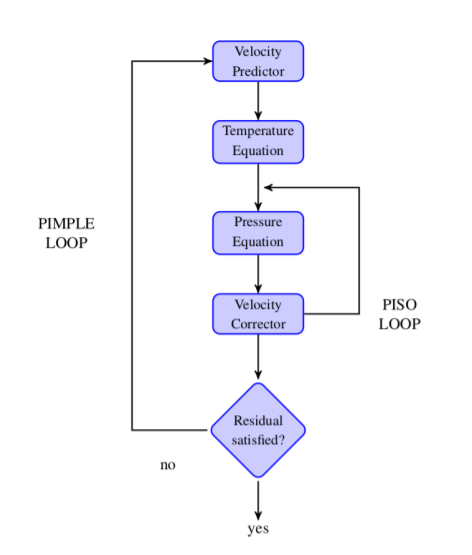 Velocity
Predictor
Temperature
Equation
Pressure
Equation
PIMPLE
LOOP
Velocity
Corrector
PISO
LOOP
Residual
satisfied?
no
yes